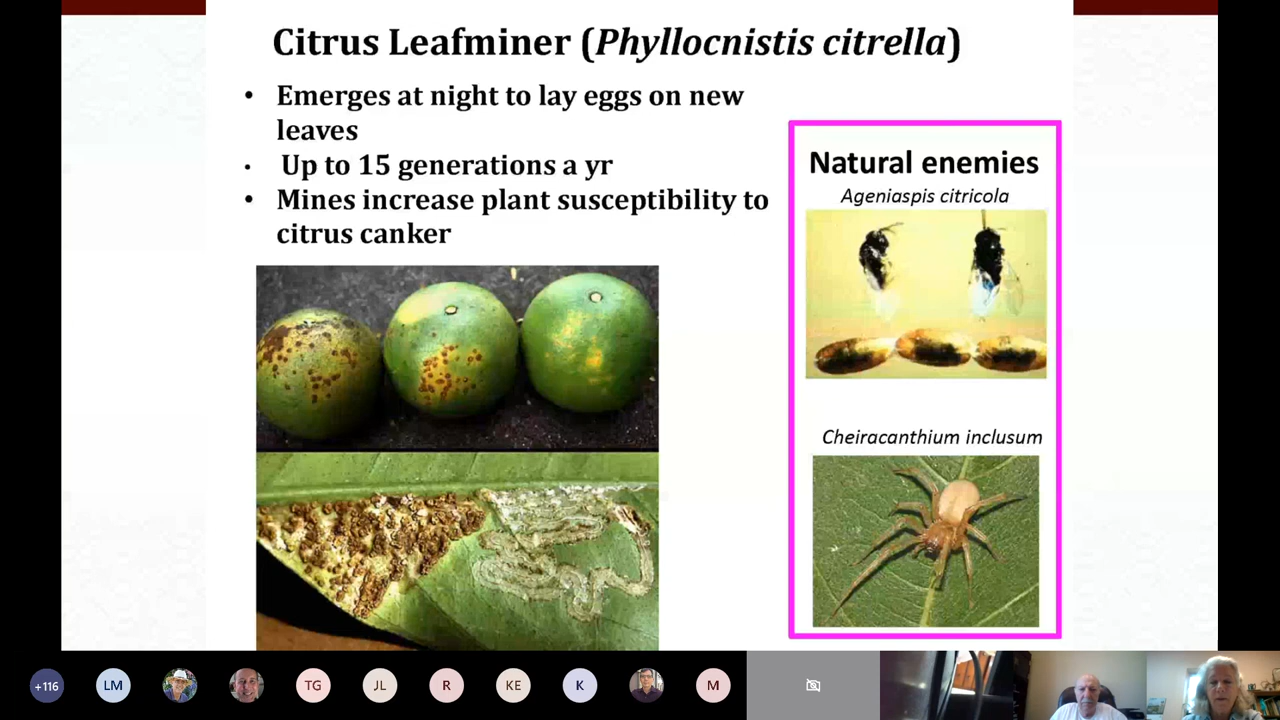 Citrus Leafminer (Phyllocnistis citrella)
• Emerges at night to lay eggs on new
leaves
• Up to 15 generations a yr
• Mines increase plant susceptibility to
citrus canker
Natural enemies
Ageniaspis citricola
Cheiracanthium inclusum
+116
LM
TG
JL
R
KE
K
M